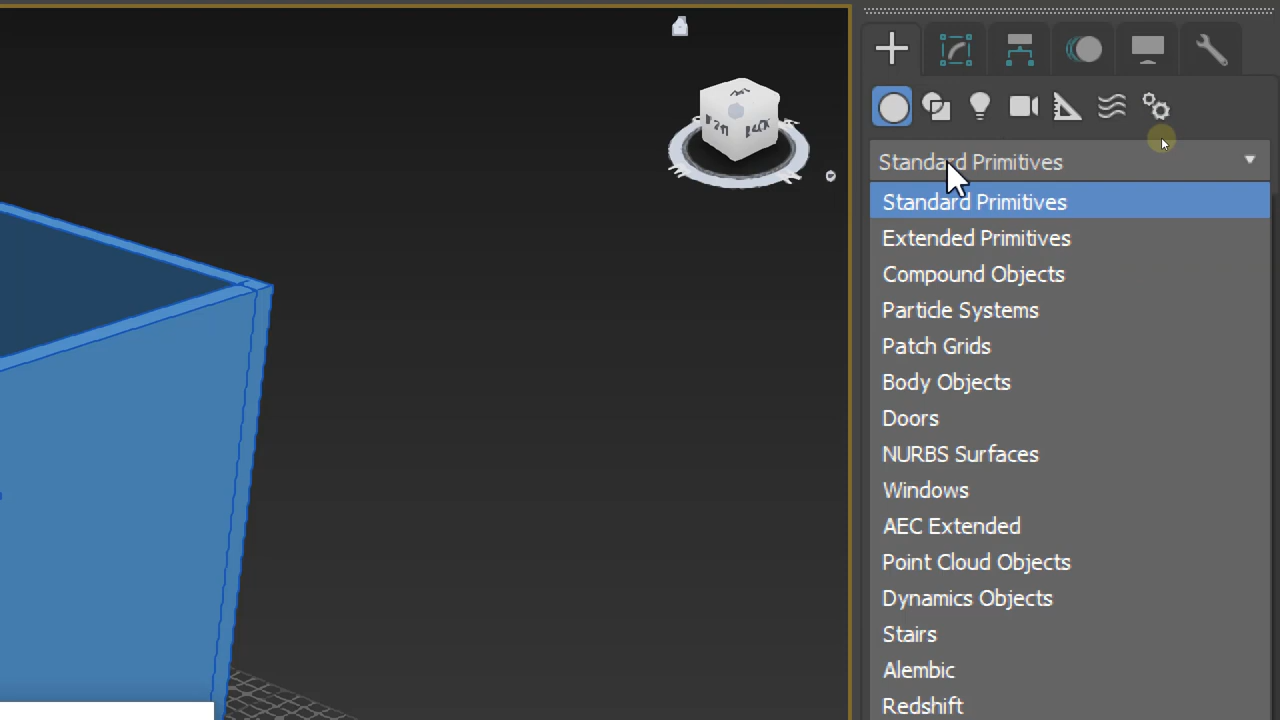 BACK
Standard Primitives
Standard Primitives
Extended Primitives
Compound Objects
Particle Systems
Patch Grids
Body Objects
Doors
NURBS Surfaces
Windows
AEC Extended
Point Cloud Objects
Dynamics Objects
Stairs
Alembic
Redshift